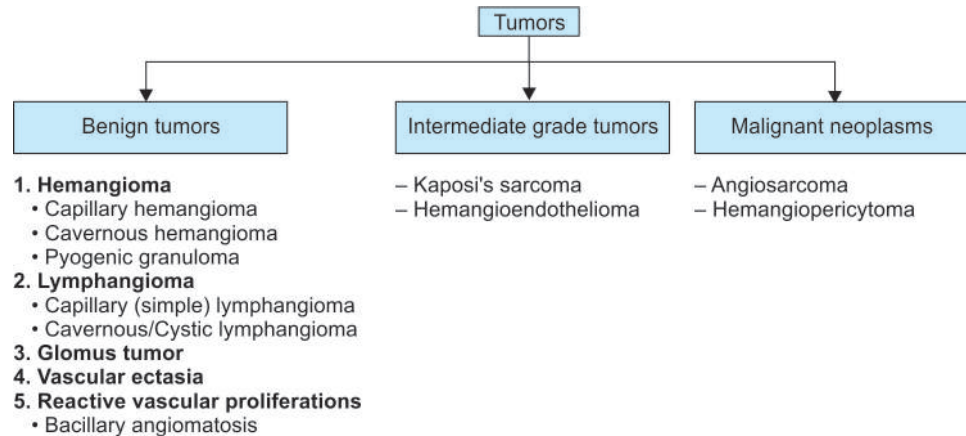 Tumors
Benign tumors
Intermediate grade tumors
Malignant neoplasms
1. Hemangioma
• Capillary hemangioma
• Cavernous hemangioma
• Pyogenic granuloma
2. Lymphangioma
• Capillary (simple) lymphangioma
• Cavernous/Cystic lymphangioma
3. Glomus tumor
4. Vascular ectasia
5. Reactive vascular proliferations
• Bacillary angiomatosis
– Kaposi's sarcoma
– Hemangioendothelioma
– Angiosarcoma
– Hemangiopericytoma